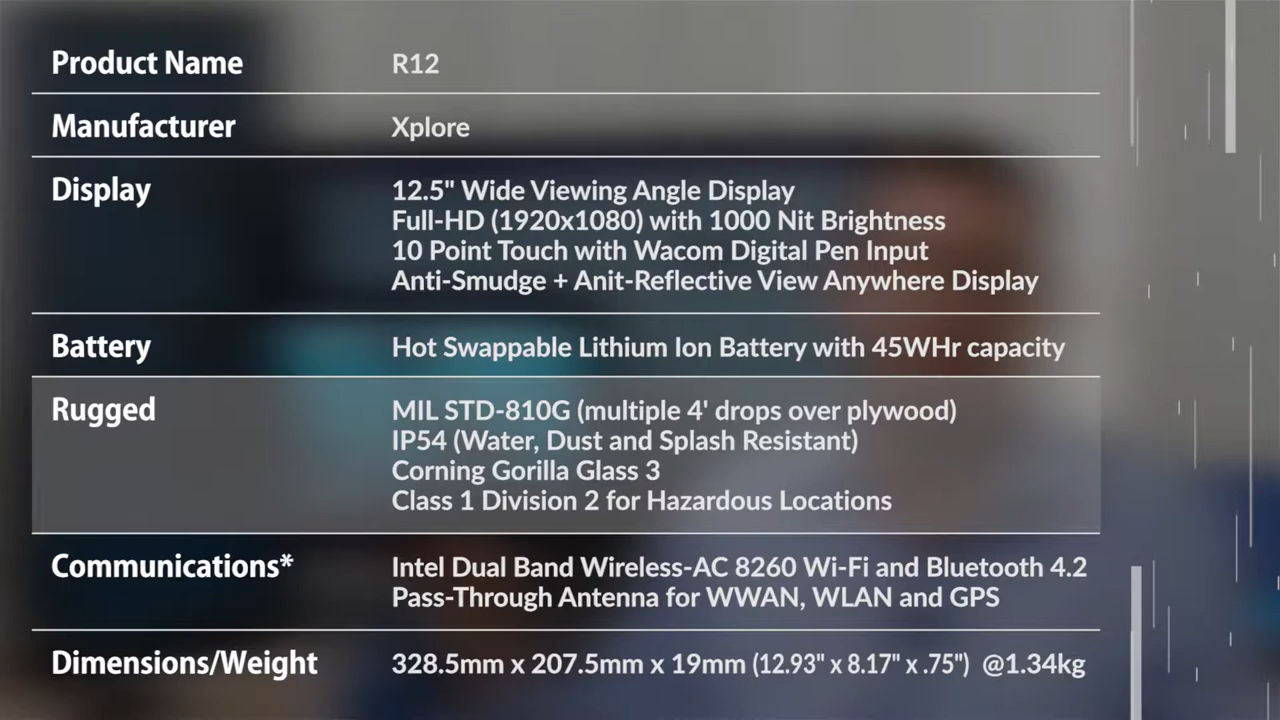 Product Name R12
Manufacturer Xplore
Display 12.5" Wide Viewing Angle Display
Full-HD (1920x1080) with 1000 Nit Brightness
10 Point Touch with Wacom Digital Pen Input
Anti-Smudge + Anit-Reflective View Anywhere Display
Battery Hot Swappable Lithium Ion Battery with 45WHr capacity
Rugged MIL STD-810G (multiple 4' drops over plywood)
IP54 (Water, Dust and Splash Resistant)
Corning Gorilla Glass 3
Class 1 Division 2 for Hazardous Locations
Communications* Intel Dual Band Wireless-AC 8260 Wi-Fi and Bluetooth 4.2
Pass-Through Antenna for WWAN, WLAN and GPS
Dimensions/Weight 328.5mm x 207.5mm x 19mm (12.93" x 8.17" x .75") @1.34kg